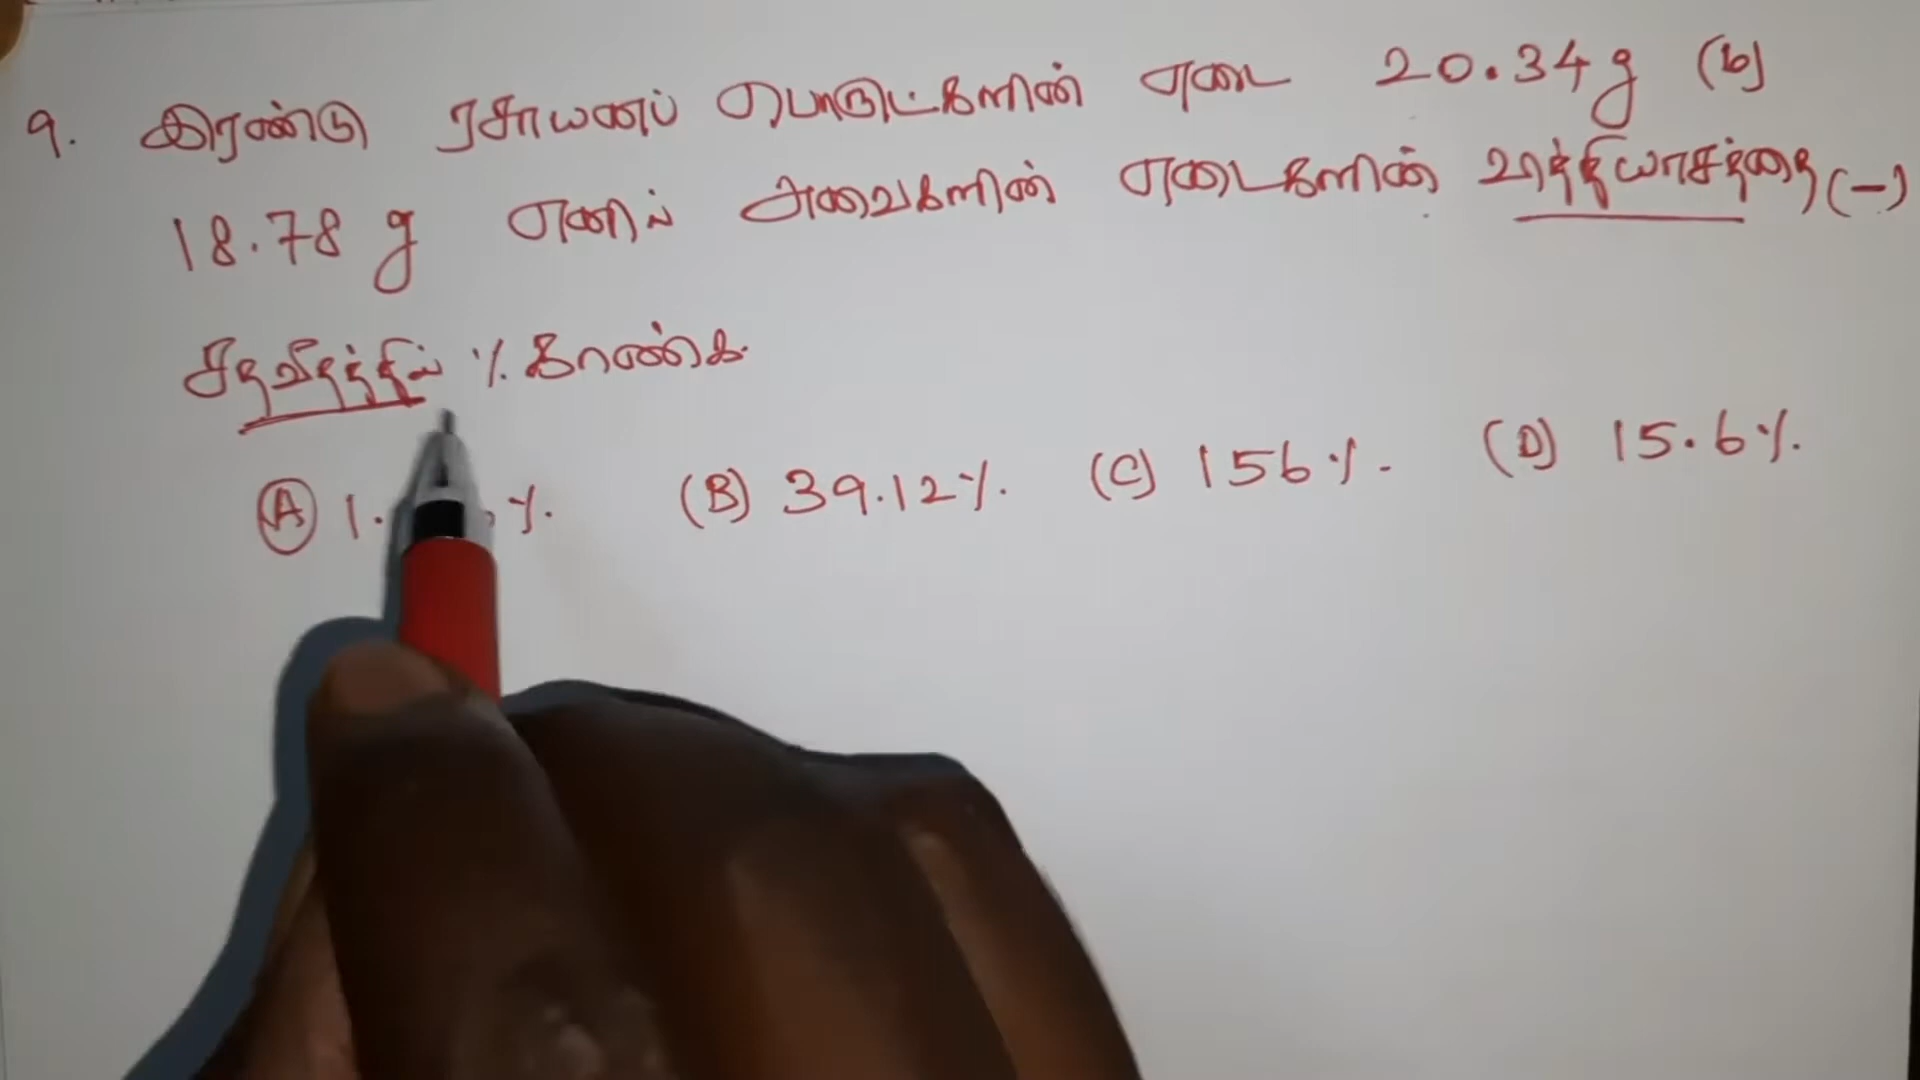 9. இரண்டு ரசாயனப் பொருட்களின் எடை 20.34g (b)
18.78 g எனில் அவைகளின் எடைகளின் வித்தியாசத்தை (-)
சதவீதத்தில் % காண்க.
(A) 1. %. (B) 39.12%. (C) 156%. (D) 15.6%.